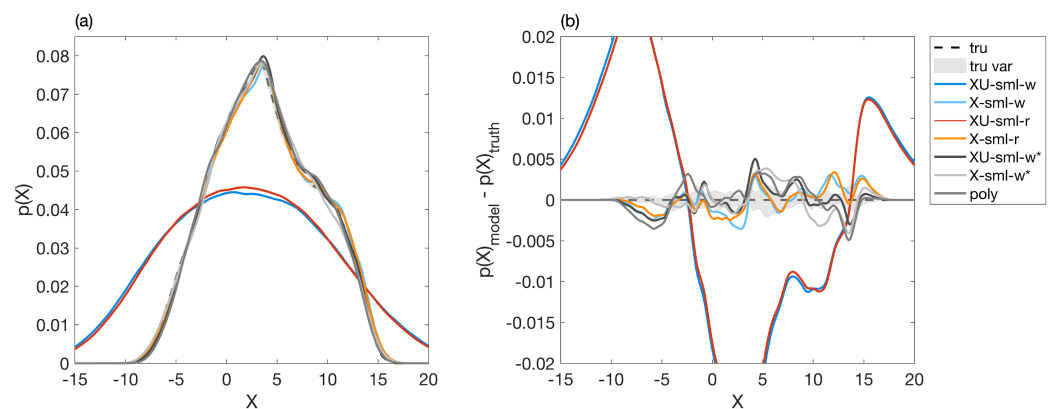 (a)
(b)
p(X)
0.08
0.07
0.06
0.05
0.04
0.03
0.02
0.01
0
-15
-10
-5
0
5
10
15
20
X
p(X)model - p(X)truth
0.02
0.015
0.01
0.005
0
-0.005
-0.01
-0.015
-0.02
-15
-10
-5
0
5
10
15
20
X
tru
tru var
XU-sml-w
X-sml-w
XU-sml-r
X-sml-r
XU-sml-w*
X-sml-w*
poly